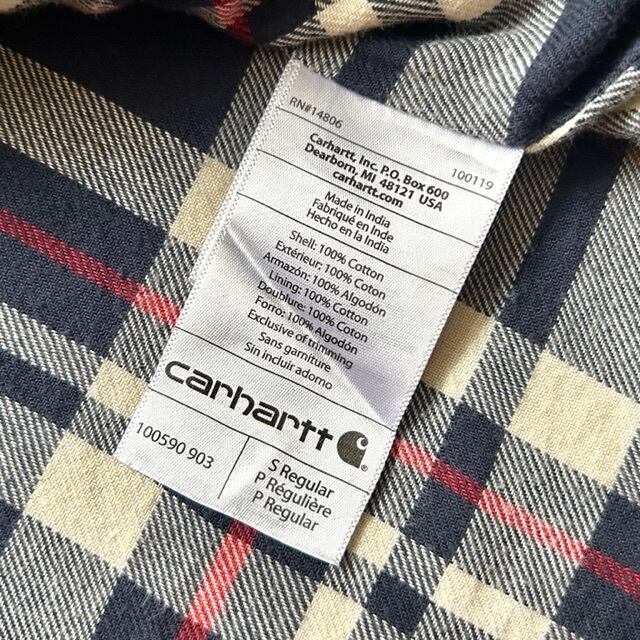 RN#14806
100119
Carhartt, Inc. P.O. Box 600
Dearborn, MI 48121 USA
carhartt.com
Made in India
Fabriqué en Inde
Hecho en la India
Shell: 100% Cotton
Extérieur: 100% Coton
Armazón: 100% Algodón
Lining: 100% Cotton
Doublure: 100% Coton
Forro: 100% Algodón
Exclusive of trimming
Sans garniture
Sin incluir adorno
carhartt
100590 903
S Regular
P Régulière
P Regular